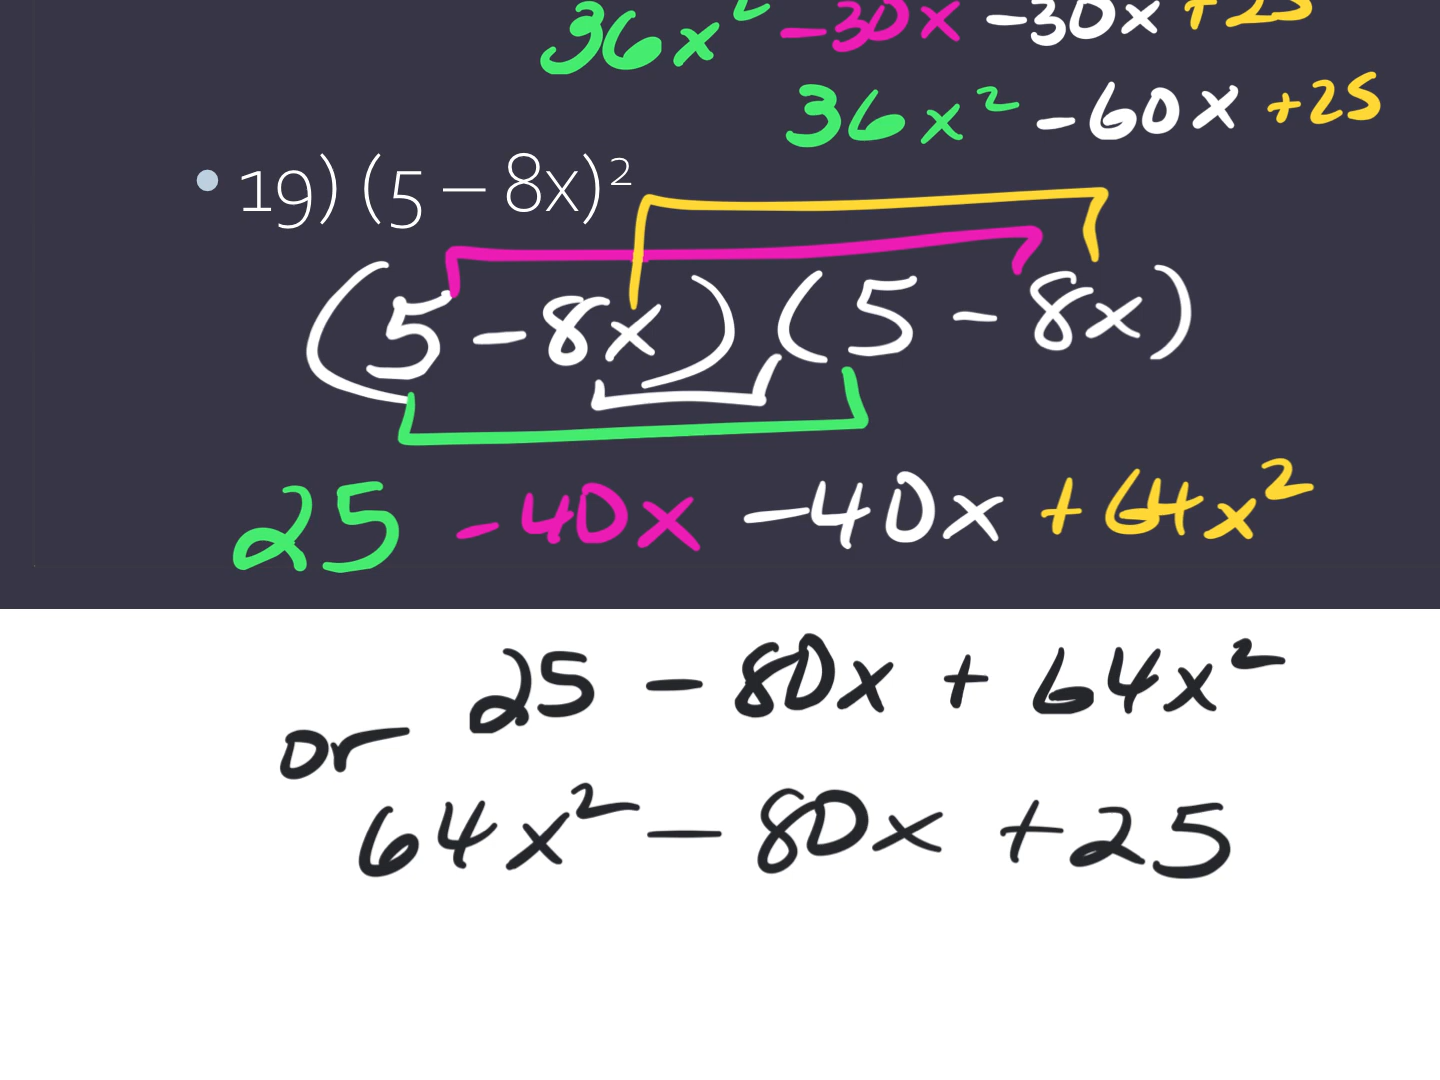 36x² -30x -30x +25
36x² -60x +25
• 19) (5 – 8x)²
(5 -8x) (5 - 8x)
25 -40x -40x +64x²
25 - 80x + 64x²
or
64x² - 80x +25